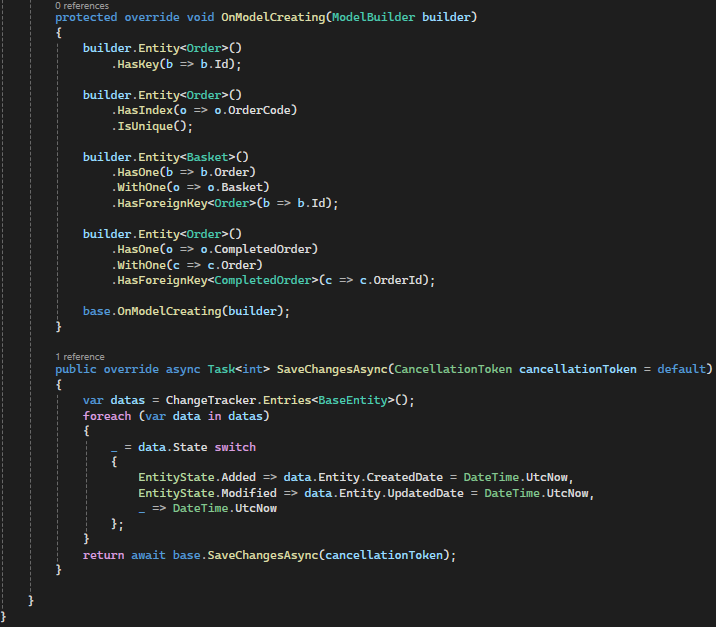 0 references
protected override void OnModelCreating(ModelBuilder builder)
{
builder.Entity<Order>()
.HasKey(b => b.Id);
builder.Entity<Order>()
.HasIndex(o => o.OrderCode)
.IsUnique();
builder.Entity<Basket>()
.HasOne(b => b.Order)
.WithOne(o => o.Basket)
.HasForeignKey<Order>(b => b.Id);
builder.Entity<Order>()
.HasOne(o => o.CompletedOrder)
.WithOne(c => c.Order)
.HasForeignKey<CompletedOrder>(c => c.OrderId);
base.OnModelCreating(builder);
}
1 reference
public override async Task<int> SaveChangesAsync(CancellationToken cancellationToken = default)
{
var datas = ChangeTracker.Entries<BaseEntity>();
foreach (var data in datas)
{
_ = data.State switch
{
EntityState.Added => data.Entity.CreatedDate = DateTime.UtcNow,
EntityState.Modified => data.Entity.UpdatedDate = DateTime.UtcNow,
_ => DateTime.UtcNow
};
}
return await base.SaveChangesAsync(cancellationToken);
}
}
}